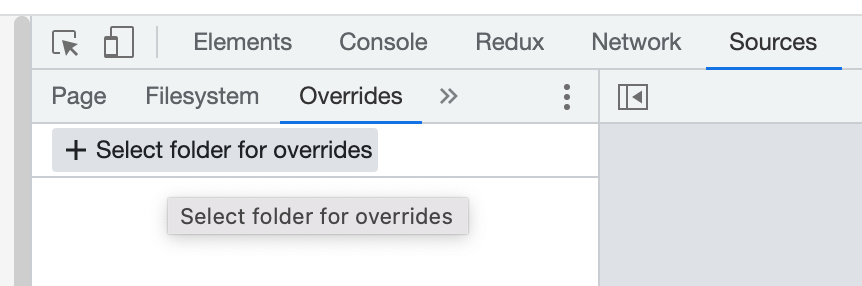 Elements Console Redux Network Sources
Page Filesystem Overrides »
+ Select folder for overrides
Select folder for overrides